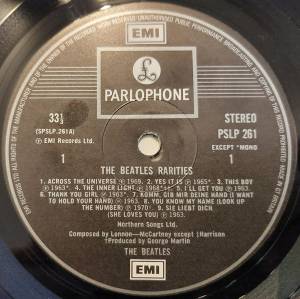 EMI
PARLOPHONE
33⅓
(SPSLP.261A)
STEREO
PSLP 261
EXCEPT *MONO
℗ EMI Records Ltd.
1
1
THE BEATLES RARITIES
1. ACROSS THE UNIVERSE ℗ 1969. 2. YES IT IS ℗ 1965*. 3. THIS BOY
℗ 1963*. 4. THE INNER LIGHT ℗ 1968*†. 5. I'LL GET YOU ℗ 1963.
6. THANK YOU GIRL ℗ 1963*. 7. KOMM, GIB MIR DEINE HAND (I WANT
TO HOLD YOUR HAND) ℗ 1963. 8. YOU KNOW MY NAME (LOOK UP
THE NUMBER) ℗ 1970*. 9. SIE LIEBT DICH
(SHE LOVES YOU) ℗ 1963.
Northern Songs Ltd.
Composed by Lennon—McCartney except ‡Harrison
†Produced by George Martin
THE BEATLES
EMI